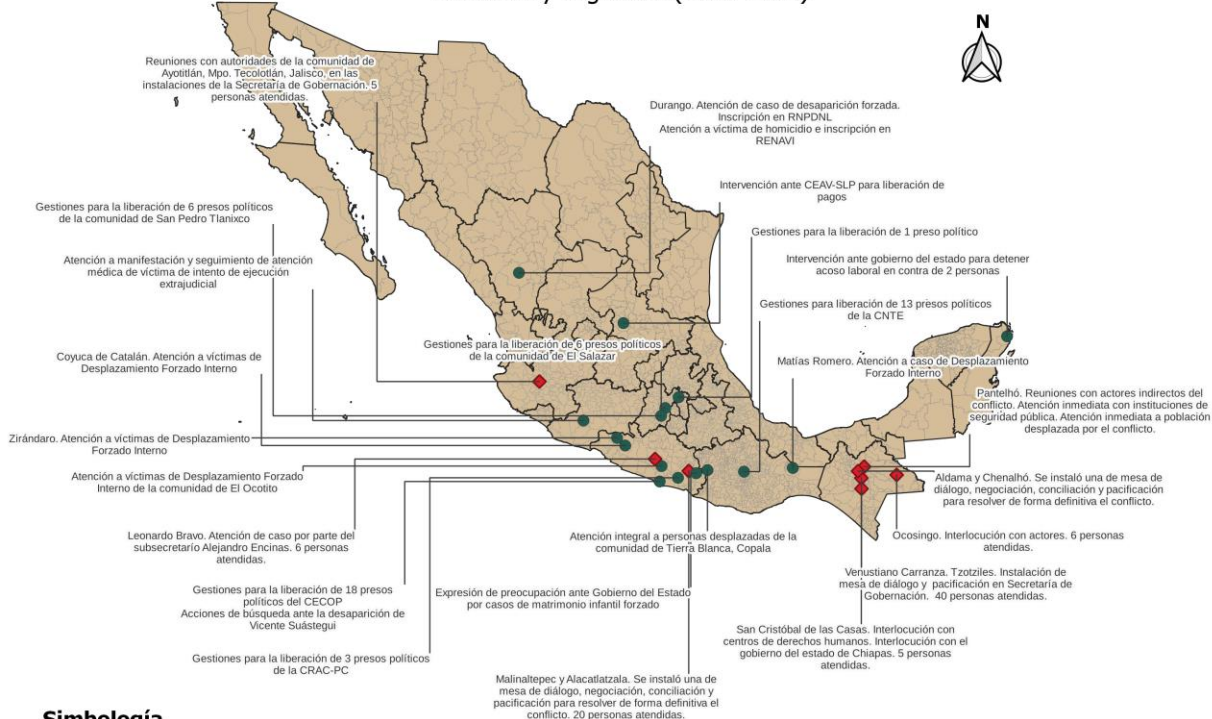 N
Reuniones con autoridades de la comunidad de
Ayotitlán, Mpo. Tecolotlán, Jalisco, en las
instalaciones de la Secretaría de Gobernación. 5
personas atendidas.
Durango. Atención de caso de desaparición forzada.
Inscripción en RNPDNL
Atención a víctima de homicidio e inscripción en
RENAVI
Intervención ante CEAV-SLP para liberación de
pagos
Gestiones para la liberación de 6 presos políticos
de la comunidad de San Pedro Tlanixco
Gestiones para la liberación de 1 preso político
Atención a manifestación y seguimiento de atención
médica de víctima de intento de ejecución
extrajudicial
Intervención ante gobierno del estado para detener
acoso laboral en contra de 2 personas
Gestiones para liberación de 13 presos políticos
de la CNTE
Gestiones para la liberación de 6 presos políticos
de la comunidad de El Salazar
Coyuca de Catalán. Atención a víctimas de
Desplazamiento Forzado Interno
Matías Romero. Atención a caso de Desplazamiento
Forzado Interno
Pantelhó. Reuniones con actores indirectos del
conflicto. Atención inmediata con instituciones de
seguridad pública. Atención inmediata a población
desplazada por el conflicto.
Zirándaro. Atención a víctimas de Desplazamiento
Forzado Interno
Atención a víctimas de Desplazamiento Forzado
Interno de la comunidad de El Ocotito
Aldama y Chenalhó. Se instaló una de mesa de
diálogo, negociación, conciliación y pacificación
para resolver de forma definitiva el conflicto.
Leonardo Bravo. Atención de caso por parte del
subsecretario Alejandro Encinas. 6 personas
atendidas.
Atención integral a personas desplazadas de la
comunidad de Tierra Blanca, Copala
Ocosingo. Interlocución con actores. 6 personas
atendidas.
Venustiano Carranza. Tzotziles. Instalación de
mesa de diálogo y pacificación en Secretaría de
Gobernación. 40 personas atendidas.
Gestiones para la liberación de 18 presos
políticos del CECOP
Acciones de búsqueda ante la desaparición de
Vicente Suástegui
Expresión de preocupación ante Gobierno del Estado
por casos de matrimonio infantil forzado
San Cristóbal de las Casas. Interlocución con
centros de derechos humanos. Interlocución con el
gobierno del estado de Chiapas. 5 personas
atendidas.
Gestiones para la liberación de 3 presos políticos
de la CRAC-PC
Malinaltepec y Alacatlatzala. Se instaló una de
mesa de diálogo, negociación, conciliación y
pacificación para resolver de forma definitiva el
conflicto. 20 personas atendidas.
Simbología